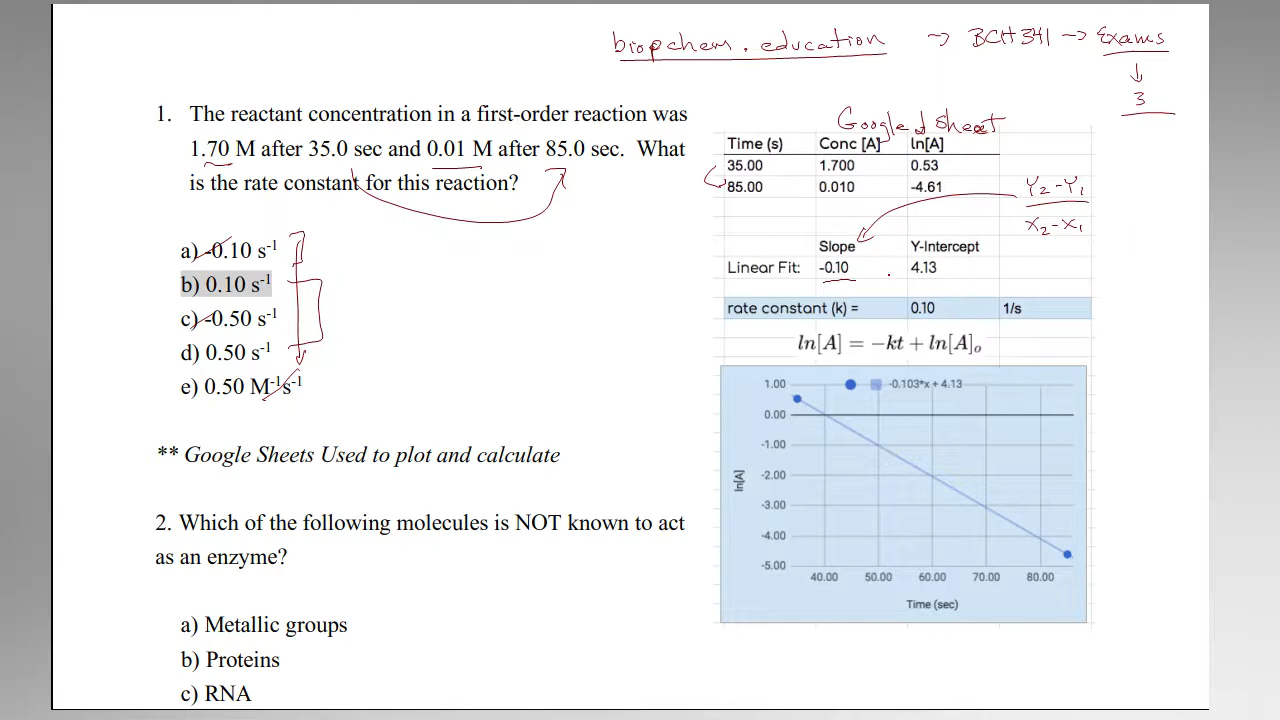 biopchem.education → BCH 341 → Exams
↓
3
1. The reactant concentration in a first-order reaction was
1.70 M after 35.0 sec and 0.01 M after 85.0 sec. What
is the rate constant for this reaction?
a) -0.10 s-1
b) 0.10 s-1
c) -0.50 s-1
d) 0.50 s-1
e) 0.50 M-1s-1
** Google Sheets Used to plot and calculate
2. Which of the following molecules is NOT known to act
as an enzyme?
a) Metallic groups
b) Proteins
c) RNA
Google Sheet
Time (s) Conc [A] ln[A]
35.00 1.700 0.53
85.00 0.010 -4.61
Y2-Y1
X2-X1
Slope Y-Intercept
Linear Fit: -0.10 4.13
rate constant (k) = 0.10 1/s
ln[A] = −kt + ln[A]o
-0.103*x + 4.13
1.00
0.00
-1.00
-2.00
-3.00
-4.00
-5.00
ln[A]
40.00 50.00 60.00 70.00 80.00
Time (sec)